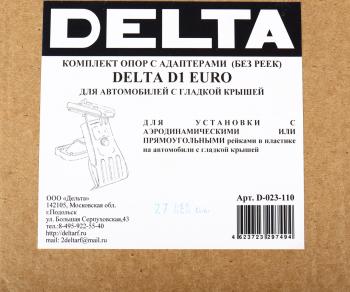 DELTA
КОМПЛЕКТ ОПОР С АДАПТЕРАМИ (БЕЗ РЕЕК)
DELTA D1 EURO
ДЛЯ АВТОМОБИЛЕЙ С ГЛАДКОЙ КРЫШЕЙ
ДЛЯ УСТАНОВКИ С
АЭРОДИНАМИЧЕСКИМИ ИЛИ
ПРЯМОУГОЛЬНЫМИ рейками в пластике
на автомобили с гладкой крышей
ООО «Дельта»
142105, Московская обл.
г.Подольск
ул. Большая Серпуховская,43
т.8-495-922-55-40
http://deltarf.ru
mail: 2deltarf@mail.ru
Арт. D-023-110
4623723297494